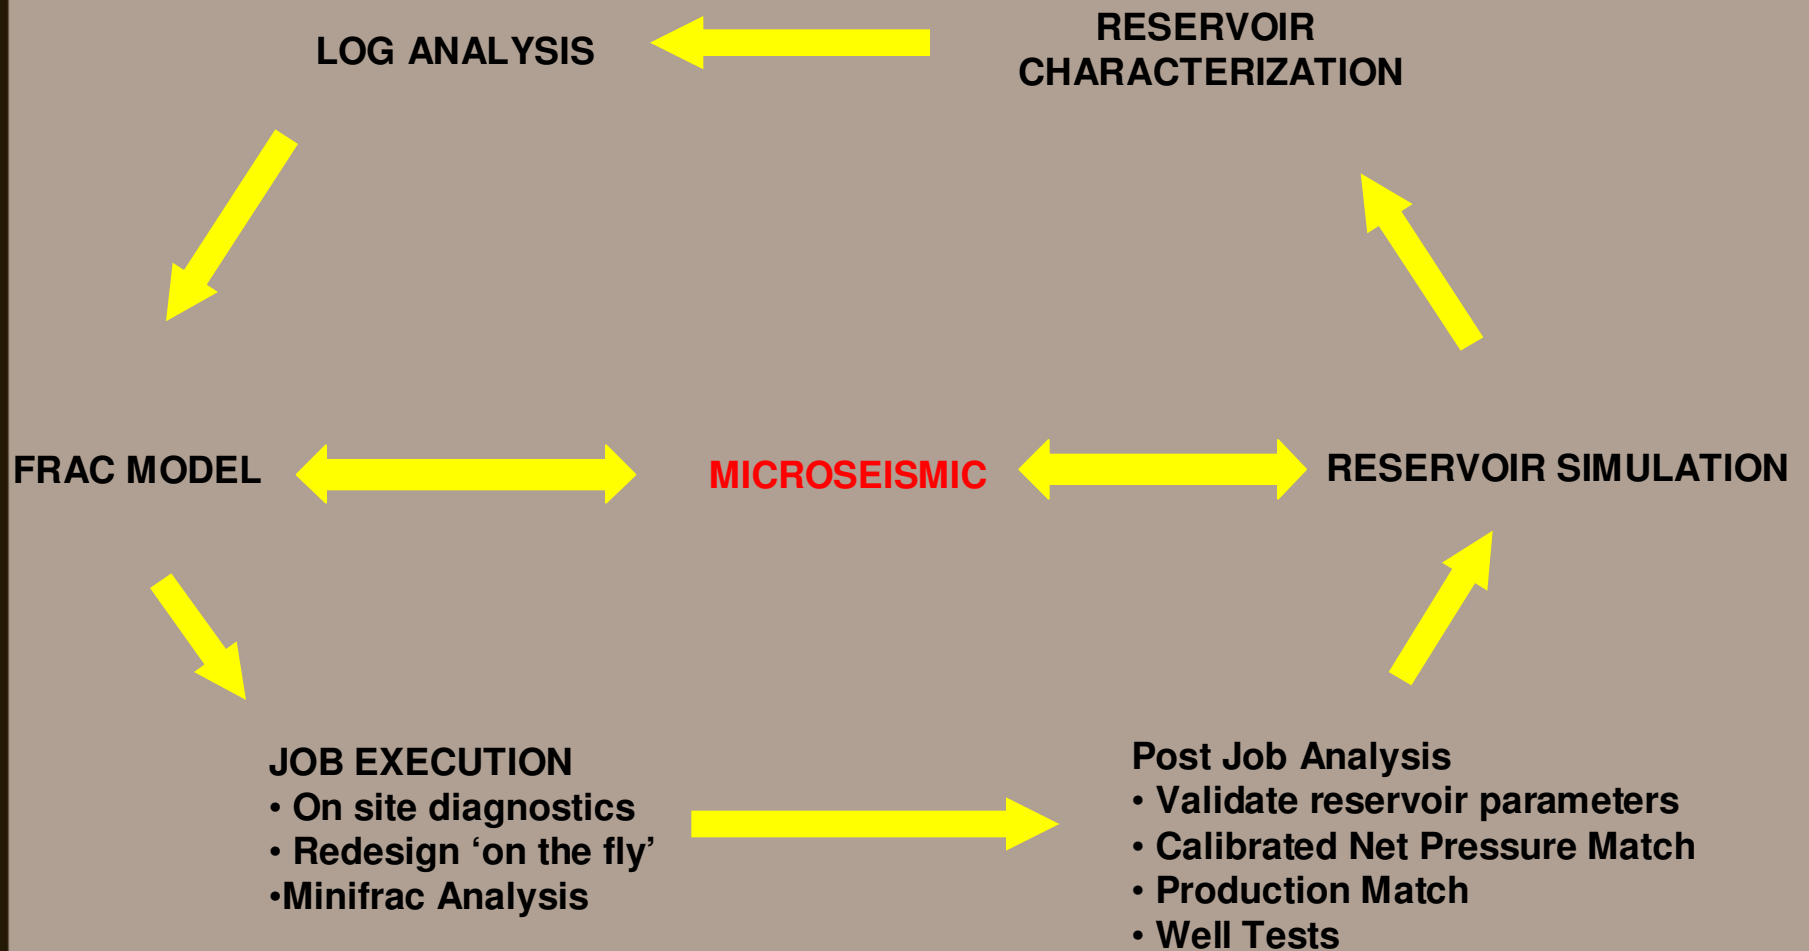 LOG ANALYSIS
RESERVOIR
CHARACTERIZATION
FRAC MODEL
MICROSEISMIC
RESERVOIR SIMULATION
JOB EXECUTION
• On site diagnostics
• Redesign ‘on the fly’
•Minifrac Analysis
Post Job Analysis
• Validate reservoir parameters
• Calibrated Net Pressure Match
• Production Match
• Well Tests